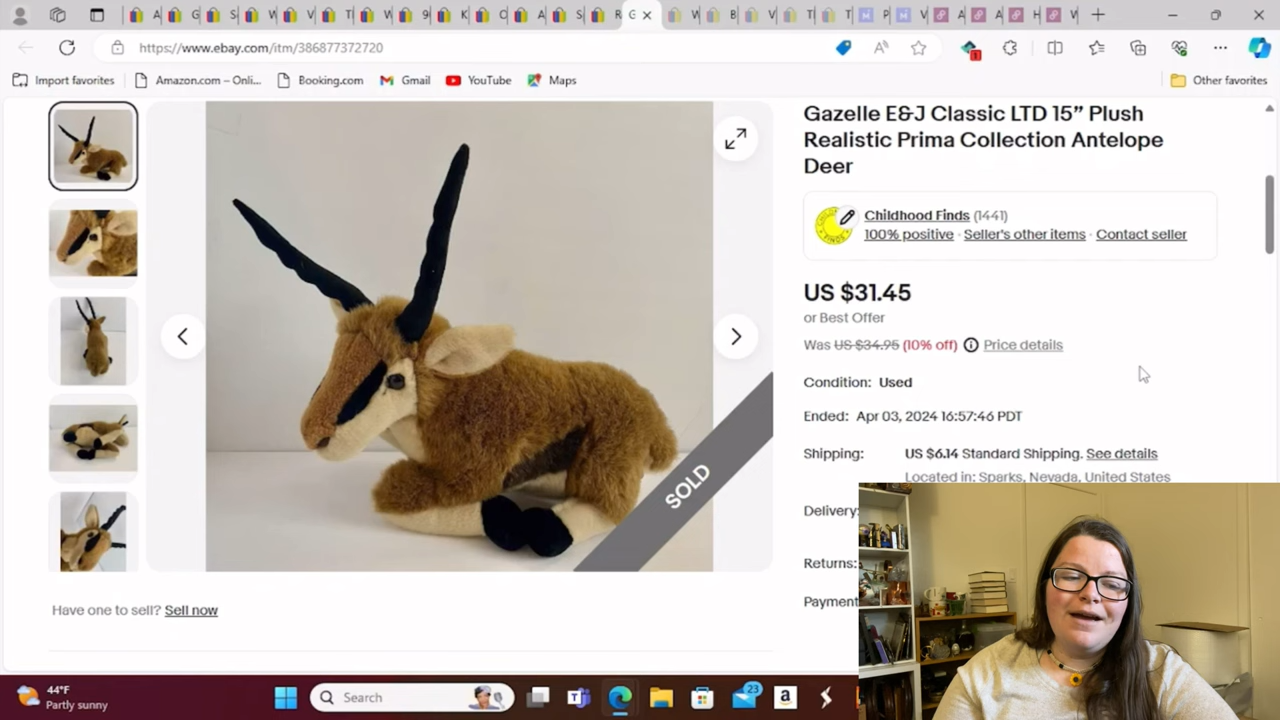 A
G
S
W
V
T
W
9
K
C
A
S
R
G
W
B
V
T
T
V
A
A
H
V
https://www.ebay.com/itm/386877372720
Import favorites
Amazon.com – Onli...
Booking.com
Gmail
YouTube
Maps
Other favorites
Gazelle E&J Classic LTD 15” Plush
Realistic Prima Collection Antelope
Deer
Childhood Finds (1441)
100% positive · Seller's other items · Contact seller
US $31.45
or Best Offer
Was US $34.95 (10% off) Price details
Condition: Used
Ended: Apr 03, 2024 16:57:46 PDT
Shipping: US $6.14 Standard Shipping. See details
Located in: Sparks, Nevada, United States
Delivery:
Returns:
Payment
SOLD
Have one to sell? Sell now
44°F
Partly sunny
Search
23